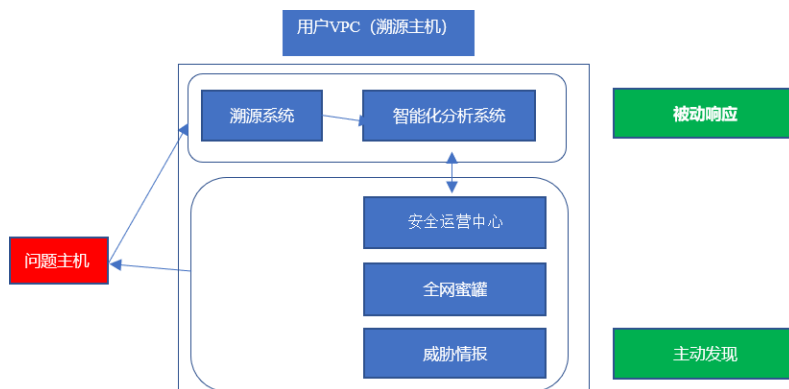 用户VPC（溯源主机）
溯源系统
智能化分析系统
被动响应
安全运营中心
问题主机
全网蜜罐
威胁情报
主动发现